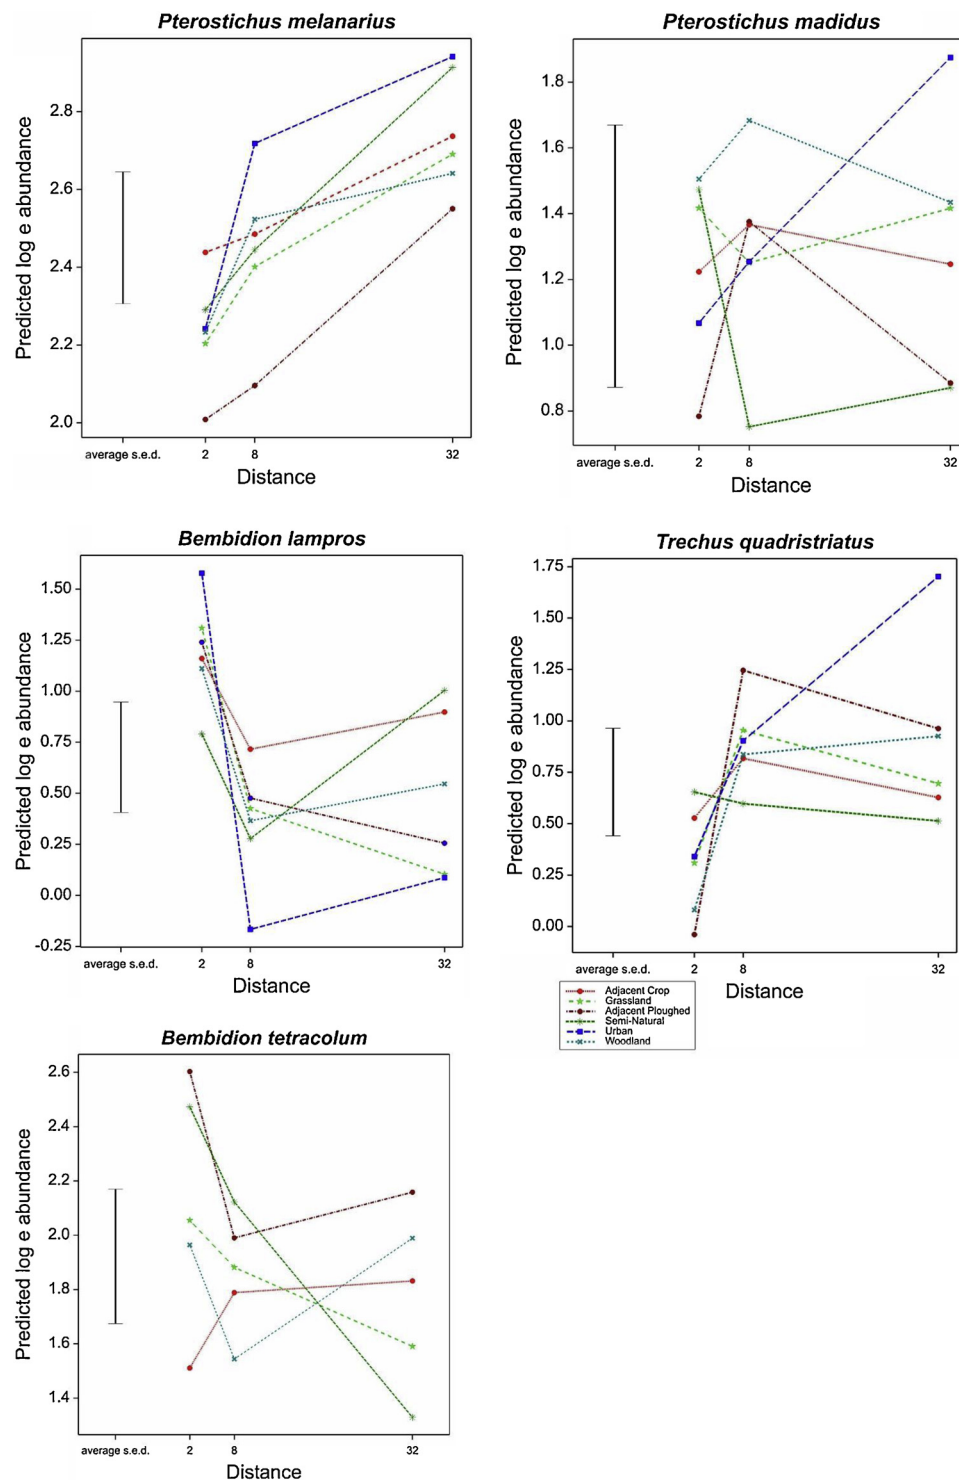 Pterostichus melanarius
Predicted log e abundance
2.8
2.6
2.4
2.2
2.0
average s.e.d.
2
8
32
Distance
Pterostichus madidus
Predicted log e abundance
1.8
1.6
1.4
1.2
1.0
0.8
average s.e.d.
2
8
32
Distance
Bembidion lampros
Predicted log e abundance
1.50
1.25
1.00
0.75
0.50
0.25
0.00
-0.25
average s.e.d.
2
8
32
Distance
Trechus quadristriatus
Predicted log e abundance
1.75
1.50
1.25
1.00
0.75
0.50
0.25
0.00
average s.e.d.
2
8
32
Distance
Adjacent Crop
Grassland
Adjacent Ploughed
Semi-Natural
Urban
Woodland
Bembidion tetracolum
Predicted log e abundance
2.6
2.4
2.2
2.0
1.8
1.6
1.4
average s.e.d.
2
8
32
Distance